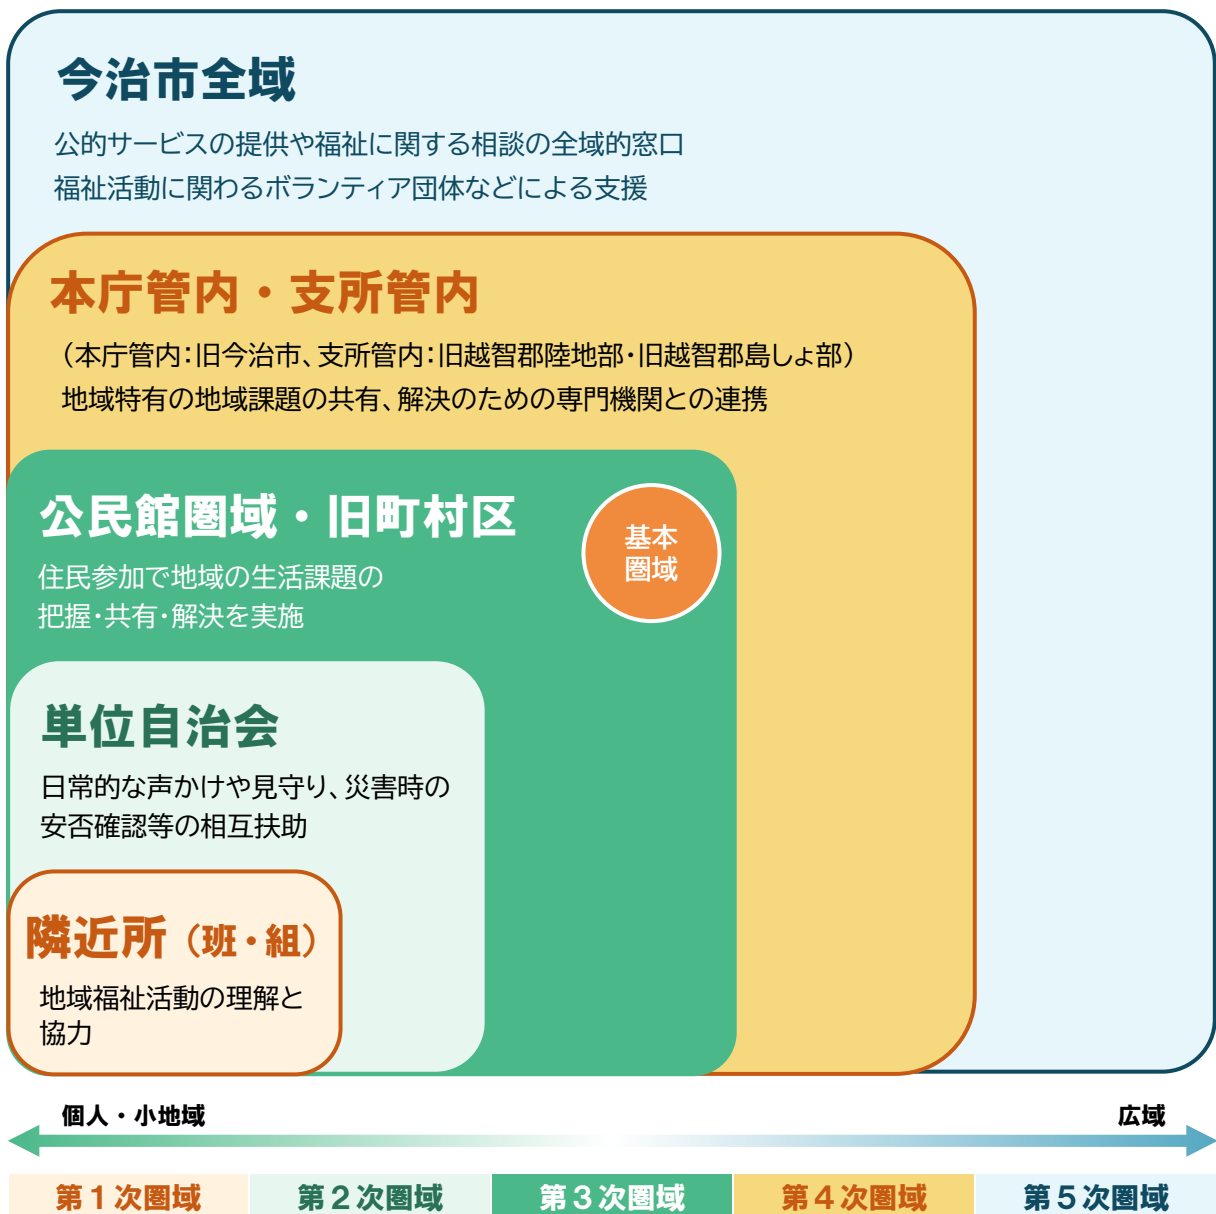 今治市全域
公的サービスの提供や福祉に関する相談の全域的窓口
福祉活動に関わるボランティア団体などによる支援
本庁管内・支所管内
（本庁管内：旧今治市、支所管内：旧越智郡陸地部・旧越智郡島しょ部）
地域特有の地域課題の共有、解決のための専門機関との連携
公民館圏域・旧町村区
基本
圏域
住民参加で地域の生活課題の
把握・共有・解決を実施
単位自治会
日常的な声かけや見守り、災害時の
安否確認等の相互扶助
隣近所（班・組）
地域福祉活動の理解と
協力
個人・小地域
広域
第１次圏域
第２次圏域
第３次圏域
第４次圏域
第５次圏域